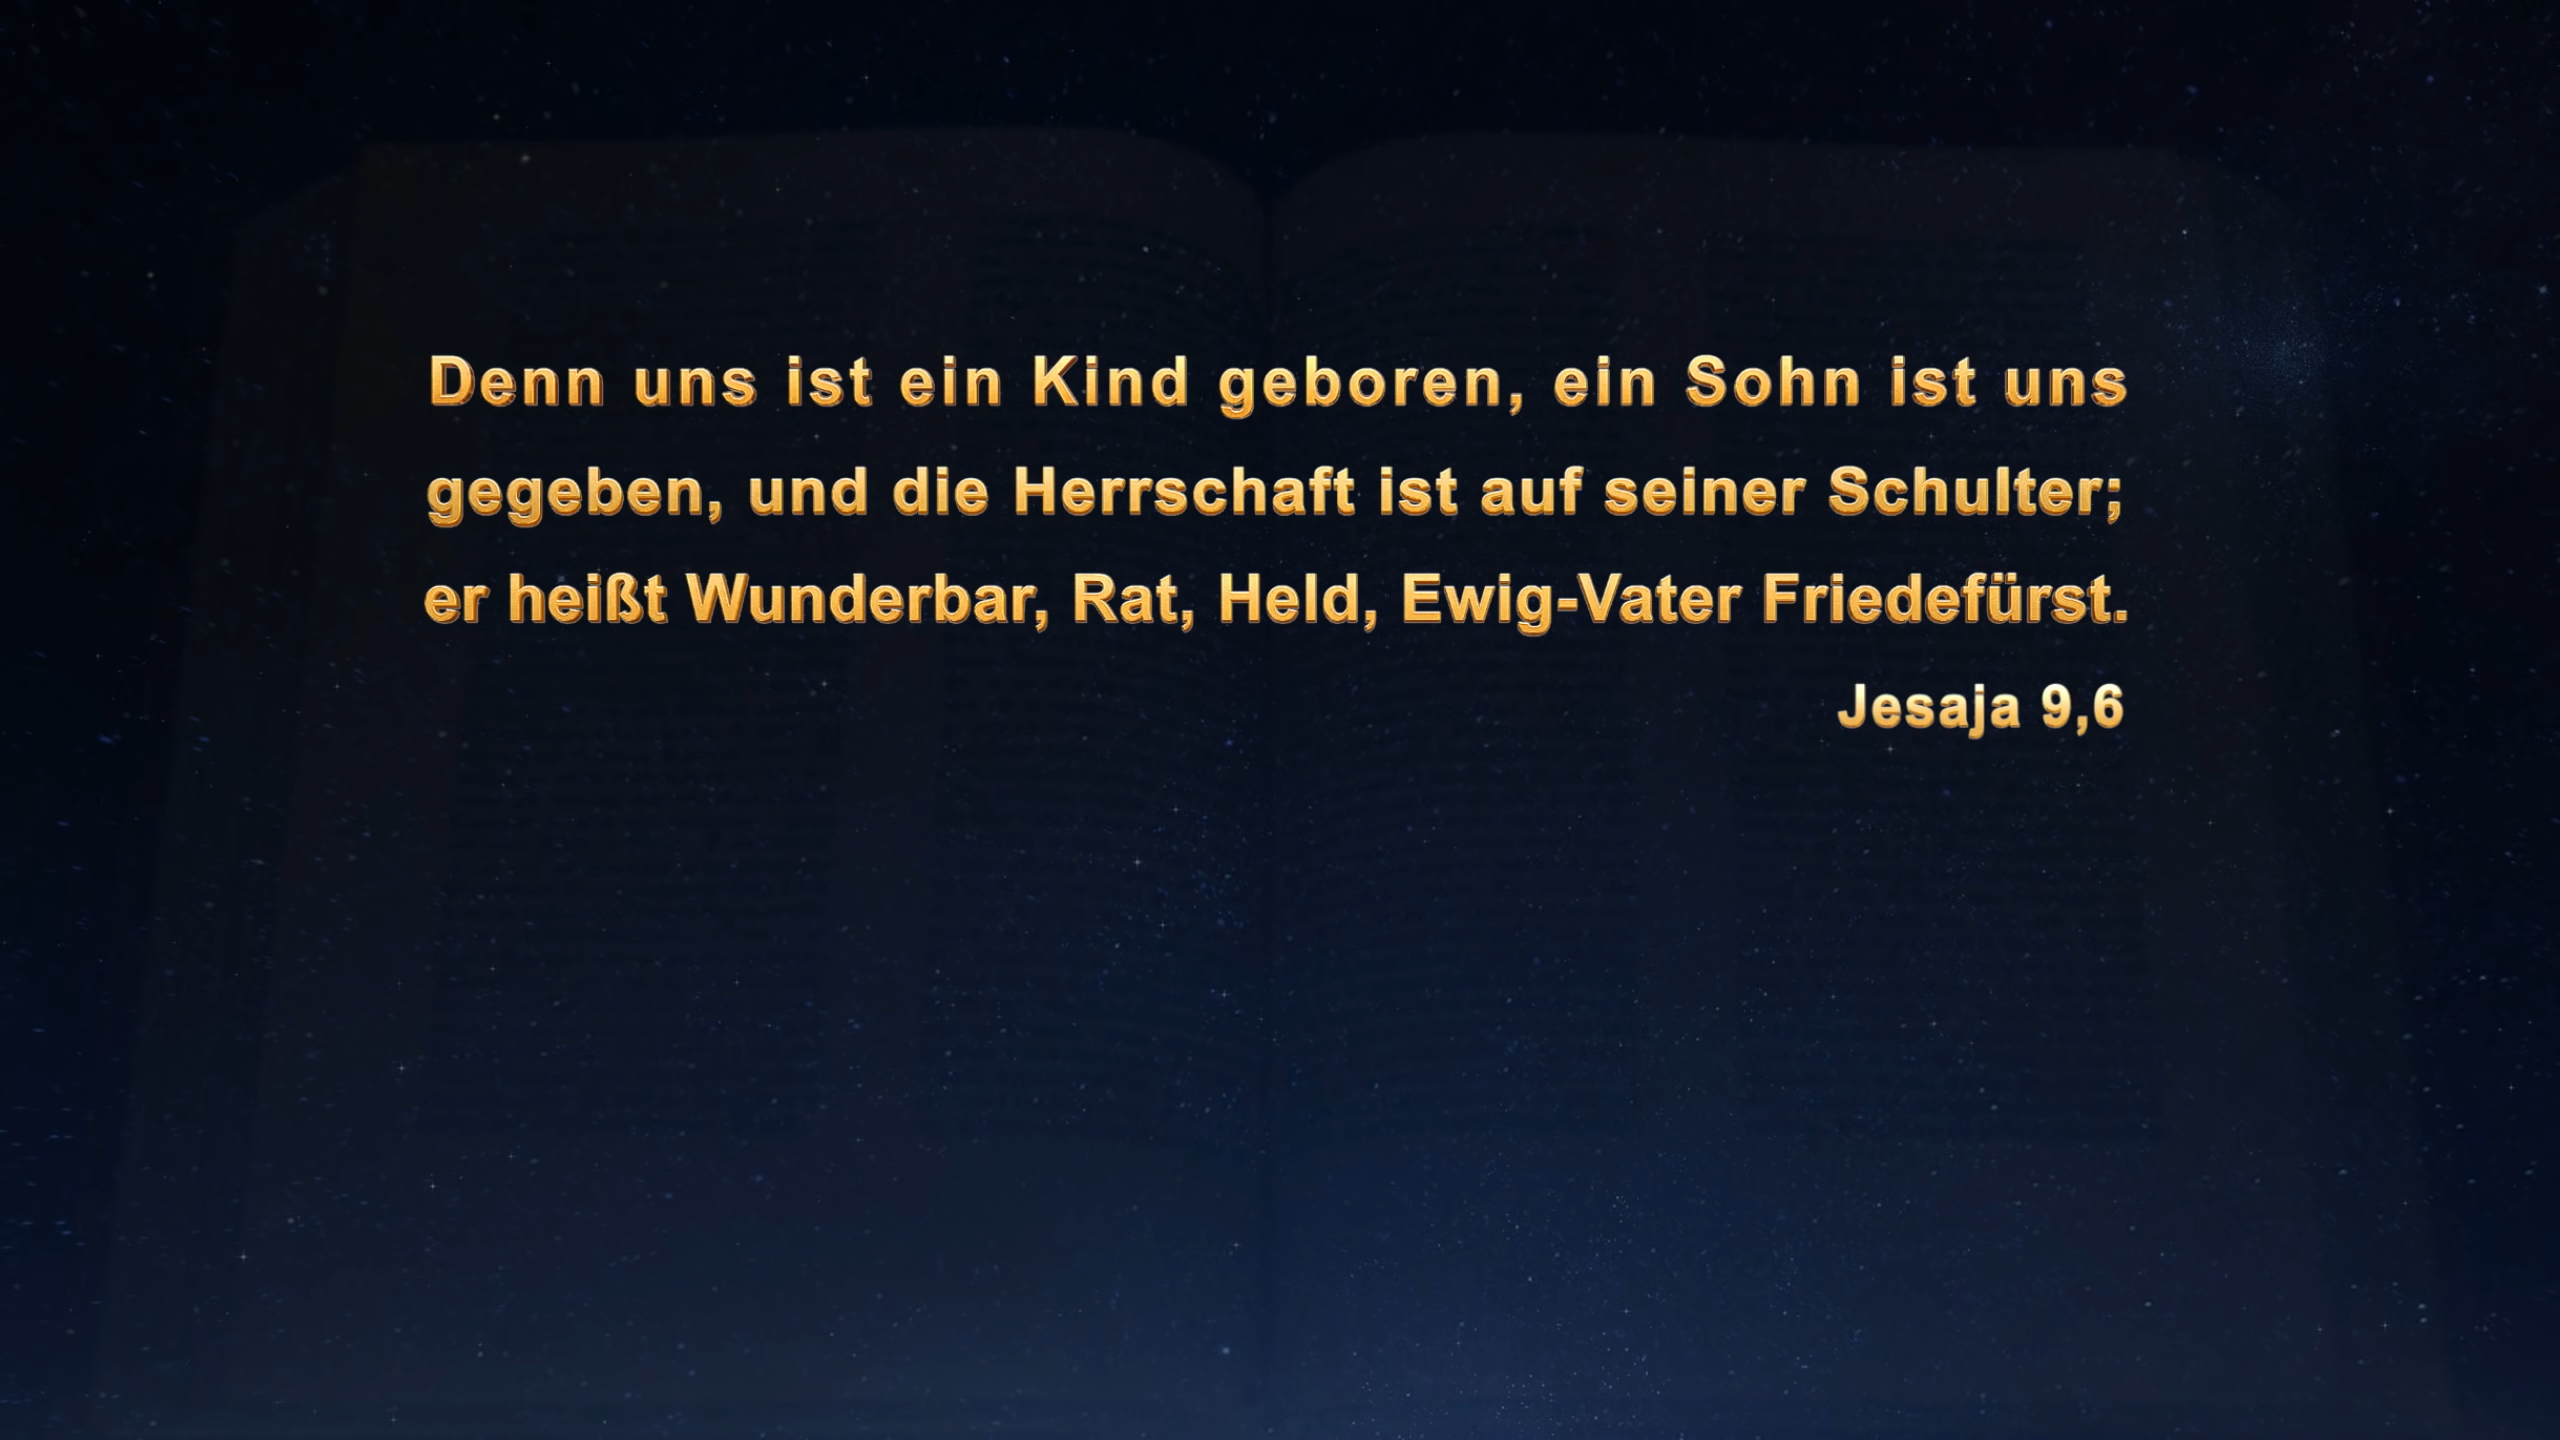 Denn uns ist ein Kind geboren, ein Sohn ist uns
gegeben, und die Herrschaft ist auf seiner Schulter;
er heißt Wunderbar, Rat, Held, Ewig-Vater Friedefürst.
Jesaja 9,6